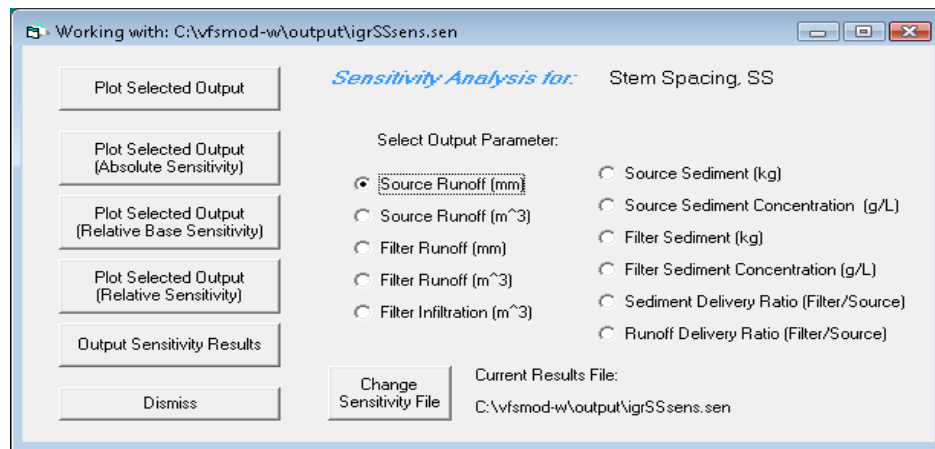 Working with: C:\vfsmod-w\output\igrSSsens.sen
Plot Selected Output
Sensitivity Analysis for: Stem Spacing, SS
Plot Selected Output
(Absolute Sensitivity)
Plot Selected Output
(Relative Base Sensitivity)
Plot Selected Output
(Relative Sensitivity)
Output Sensitivity Results
Dismiss
Select Output Parameter:
Source Runoff (mm)
Source Runoff (m^3)
Filter Runoff (mm)
Filter Runoff (m^3)
Filter Infiltration (m^3)
Source Sediment (kg)
Source Sediment Concentration (g/L)
Filter Sediment (kg)
Filter Sediment Concentration (g/L)
Sediment Delivery Ratio (Filter/Source)
Runoff Delivery Ratio (Filter/Source)
Change
Sensitivity File
Current Results File:
C:\vfsmod-w\output\igrSSsens.sen